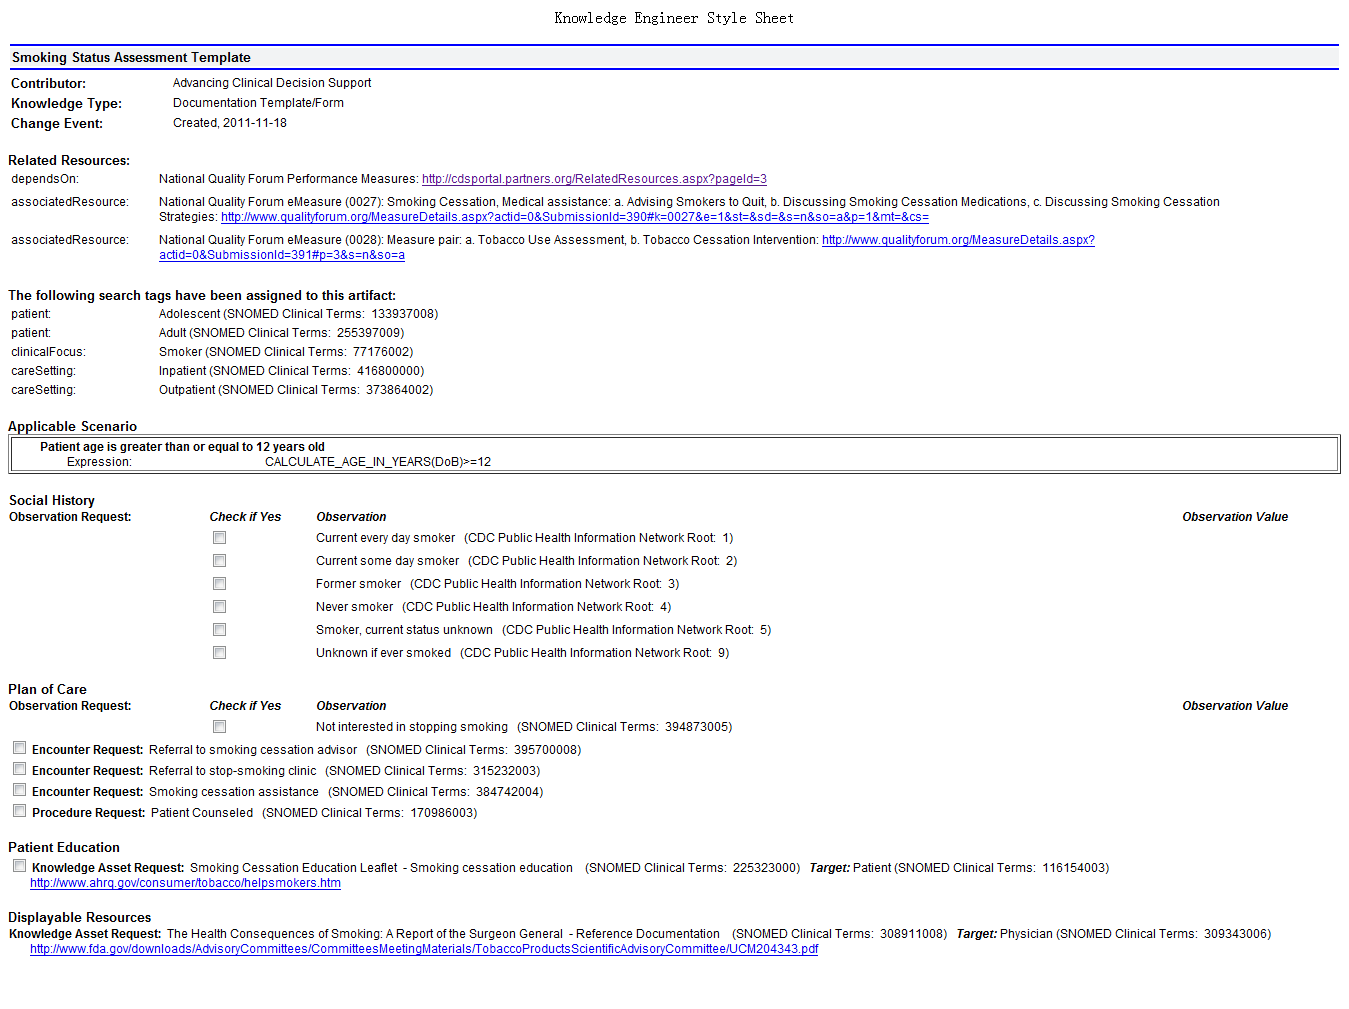 Knowledge Engineer Style Sheet
Smoking Status Assessment Template
Contributor: Advancing Clinical Decision Support
Knowledge Type: Documentation Template/Form
Change Event: Created, 2011-11-18
Related Resources:
dependsOn: National Quality Forum Performance Measures: http://cdsportal.partners.org/RelatedResources.aspx?pageId=3
associatedResource: National Quality Forum eMeasure (0027): Smoking Cessation, Medical assistance: a. Advising Smokers to Quit, b. Discussing Smoking Cessation Medications, c. Discussing Smoking Cessation
Strategies: http://www.qualityforum.org/MeasureDetails.aspx?actid=0&SubmissionId=390#k=0027&e=1&st=&sd=&s=n&so=a&p=1&mt=&cs=
associatedResource: National Quality Forum eMeasure (0028): Measure pair: a. Tobacco Use Assessment, b. Tobacco Cessation Intervention: http://www.qualityforum.org/MeasureDetails.aspx?
actid=0&SubmissionId=391#p=3&s=n&so=a
The following search tags have been assigned to this artifact:
patient: Adolescent (SNOMED Clinical Terms: 133937008)
patient: Adult (SNOMED Clinical Terms: 255397009)
clinicalFocus: Smoker (SNOMED Clinical Terms: 77176002)
careSetting: Inpatient (SNOMED Clinical Terms: 416800000)
careSetting: Outpatient (SNOMED Clinical Terms: 373864002)
Applicable Scenario
Patient age is greater than or equal to 12 years old
Expression: CALCULATE_AGE_IN_YEARS(DoB)>=12
Social History
Observation Request: Check if Yes Observation Observation Value
Current every day smoker (CDC Public Health Information Network Root: 1)
Current some day smoker (CDC Public Health Information Network Root: 2)
Former smoker (CDC Public Health Information Network Root: 3)
Never smoker (CDC Public Health Information Network Root: 4)
Smoker, current status unknown (CDC Public Health Information Network Root: 5)
Unknown if ever smoked (CDC Public Health Information Network Root: 9)
Plan of Care
Observation Request: Check if Yes Observation Observation Value
Not interested in stopping smoking (SNOMED Clinical Terms: 394873005)
Encounter Request: Referral to smoking cessation advisor (SNOMED Clinical Terms: 395700008)
Encounter Request: Referral to stop-smoking clinic (SNOMED Clinical Terms: 315232003)
Encounter Request: Smoking cessation assistance (SNOMED Clinical Terms: 384742004)
Procedure Request: Patient Counseled (SNOMED Clinical Terms: 170986003)
Patient Education
Knowledge Asset Request: Smoking Cessation Education Leaflet - Smoking cessation education (SNOMED Clinical Terms: 225323000) Target: Patient (SNOMED Clinical Terms: 116154003)
http://www.ahrq.gov/consumer/tobacco/helpsmokers.htm
Displayable Resources
Knowledge Asset Request: The Health Consequences of Smoking: A Report of the Surgeon General - Reference Documentation (SNOMED Clinical Terms: 308911008) Target: Physician (SNOMED Clinical Terms: 309343006)
http://www.fda.gov/downloads/AdvisoryCommittees/CommitteesMeetingMaterials/TobaccoProductsScientificAdvisoryCommittee/UCM204343.pdf